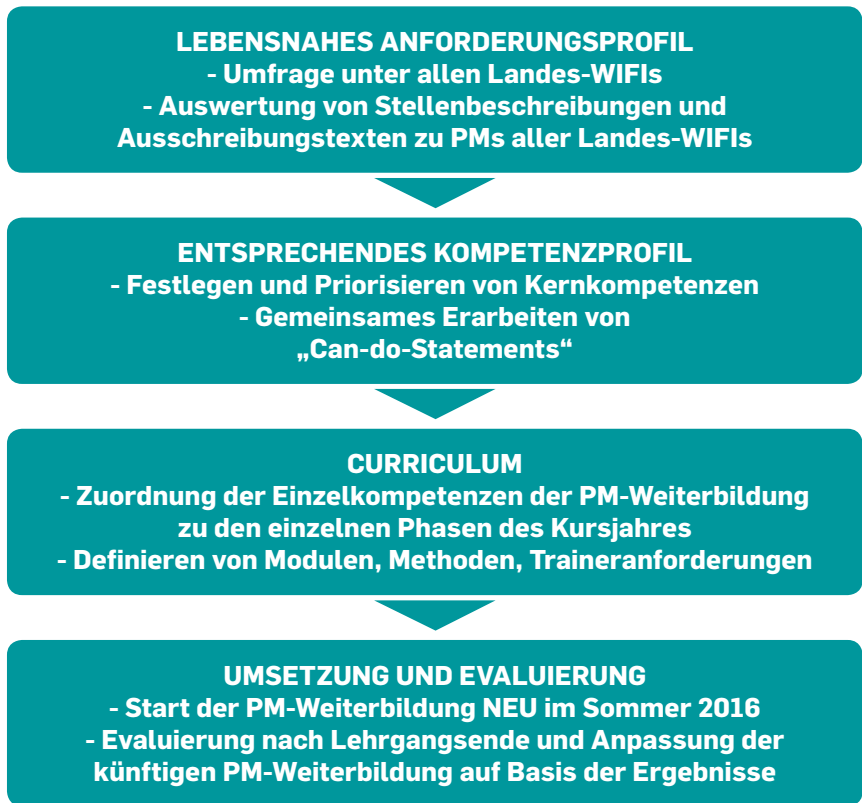 LEBENSNAHES ANFORDERUNGSPROFIL
- Umfrage unter allen Landes-WIFIs
- Auswertung von Stellenbeschreibungen und
Ausschreibungstexten zu PMs aller Landes-WIFIs
ENTSPRECHENDES KOMPETENZPROFIL
- Festlegen und Priorisieren von Kernkompetenzen
- Gemeinsames Erarbeiten von
„Can-do-Statements“
CURRICULUM
- Zuordnung der Einzelkompetenzen der PM-Weiterbildung
zu den einzelnen Phasen des Kursjahres
- Definieren von Modulen, Methoden, Traineranforderungen
UMSETZUNG UND EVALUIERUNG
- Start der PM-Weiterbildung NEU im Sommer 2016
- Evaluierung nach Lehrgangsende und Anpassung der
künftigen PM-Weiterbildung auf Basis der Ergebnisse